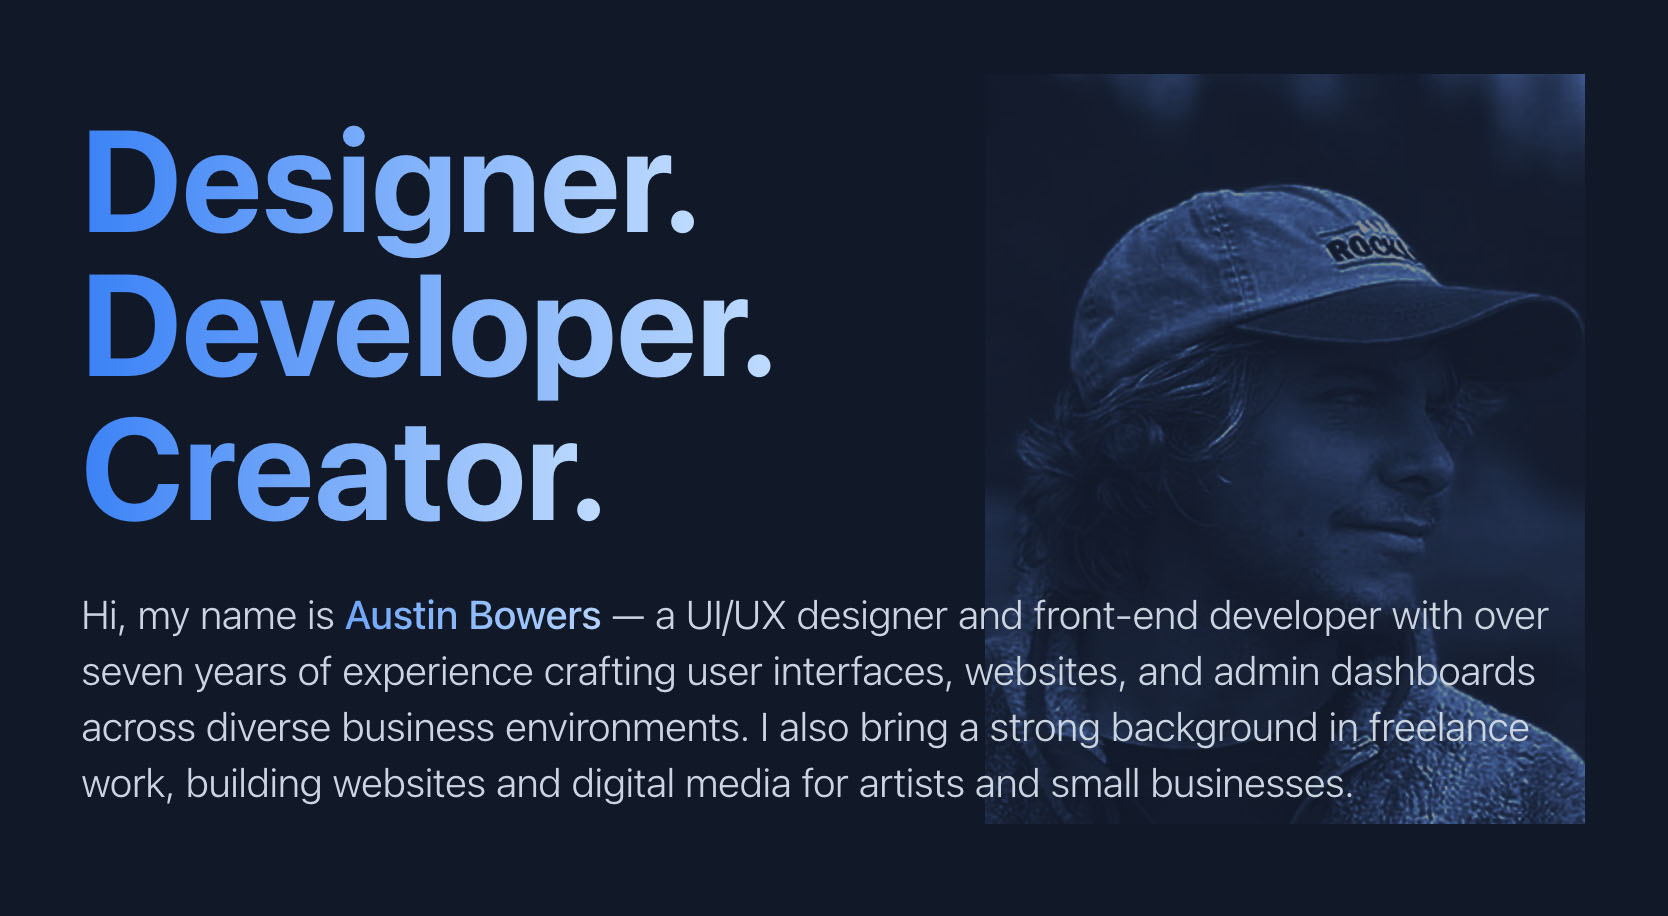 Designer.
Developer.
Creator.
Hi, my name is Austin Bowers — a UI/UX designer and front-end developer with over
seven years of experience crafting user interfaces, websites, and admin dashboards
across diverse business environments. I also bring a strong background in freelance
work, building websites and digital media for artists and small businesses.